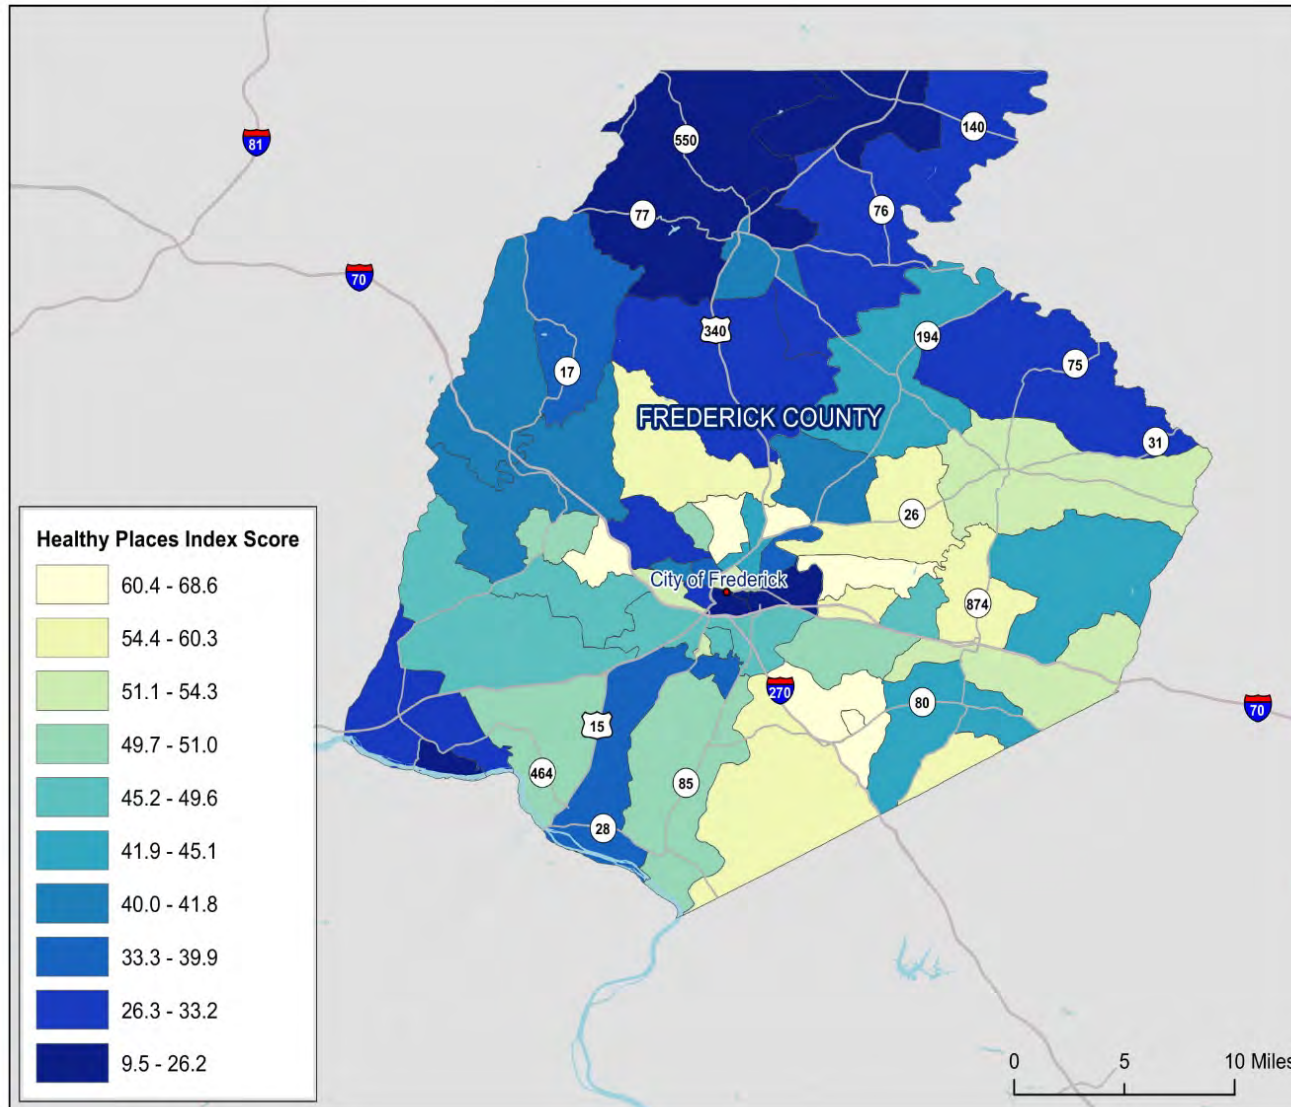 81
550
140
77
76
70
340
194
75
17
FREDERICK COUNTY
31
26
City of Frederick
874
270
80
70
15
464
85
28
Healthy Places Index Score
60.4 - 68.6
54.4 - 60.3
51.1 - 54.3
49.7 - 51.0
45.2 - 49.6
41.9 - 45.1
40.0 - 41.8
33.3 - 39.9
26.3 - 33.2
9.5 - 26.2
0 5 10 Miles